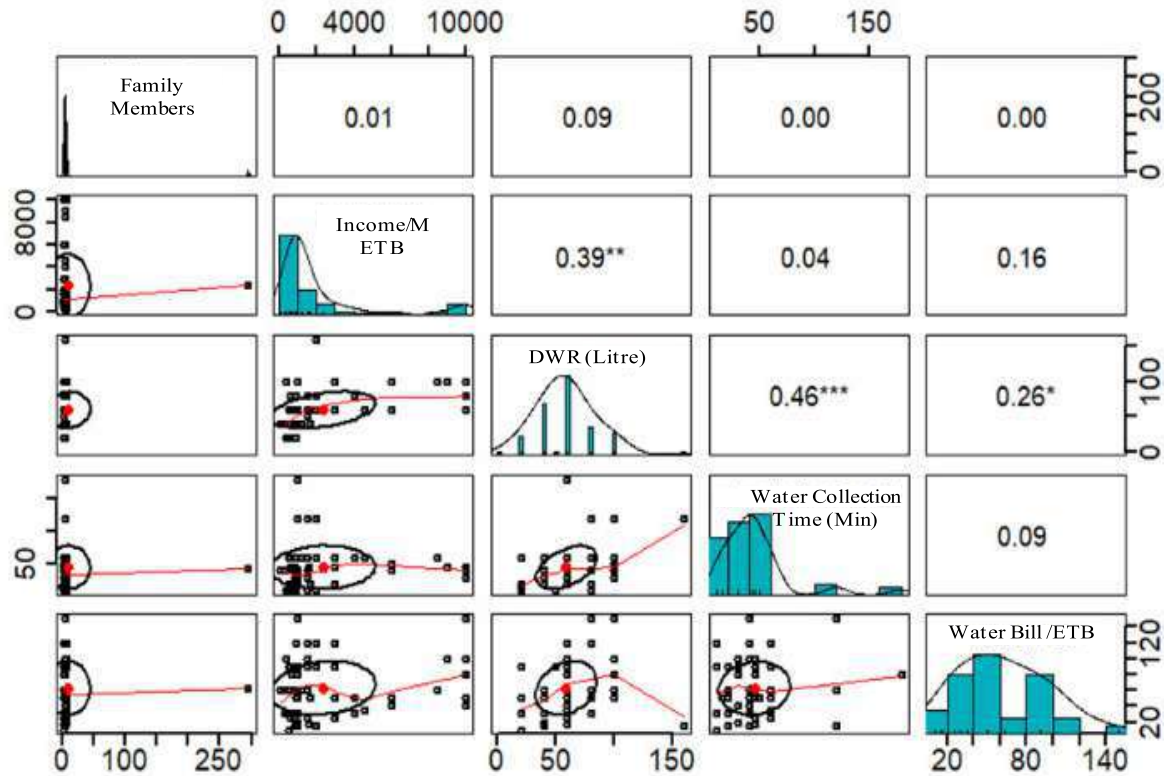 0 4000 10000 50 150
Family
Members
0.01 0.09 0.00 0.00
0 200
Income/M
ETB
0.39** 0.04 0.16
0 8000
DWR (Litre)
0.46*** 0.26*
0 100
Water Collection
Time (Min)
0.09
50
Water Bill /ETB
20 120
0 100 250 0 50 150 20 80 140